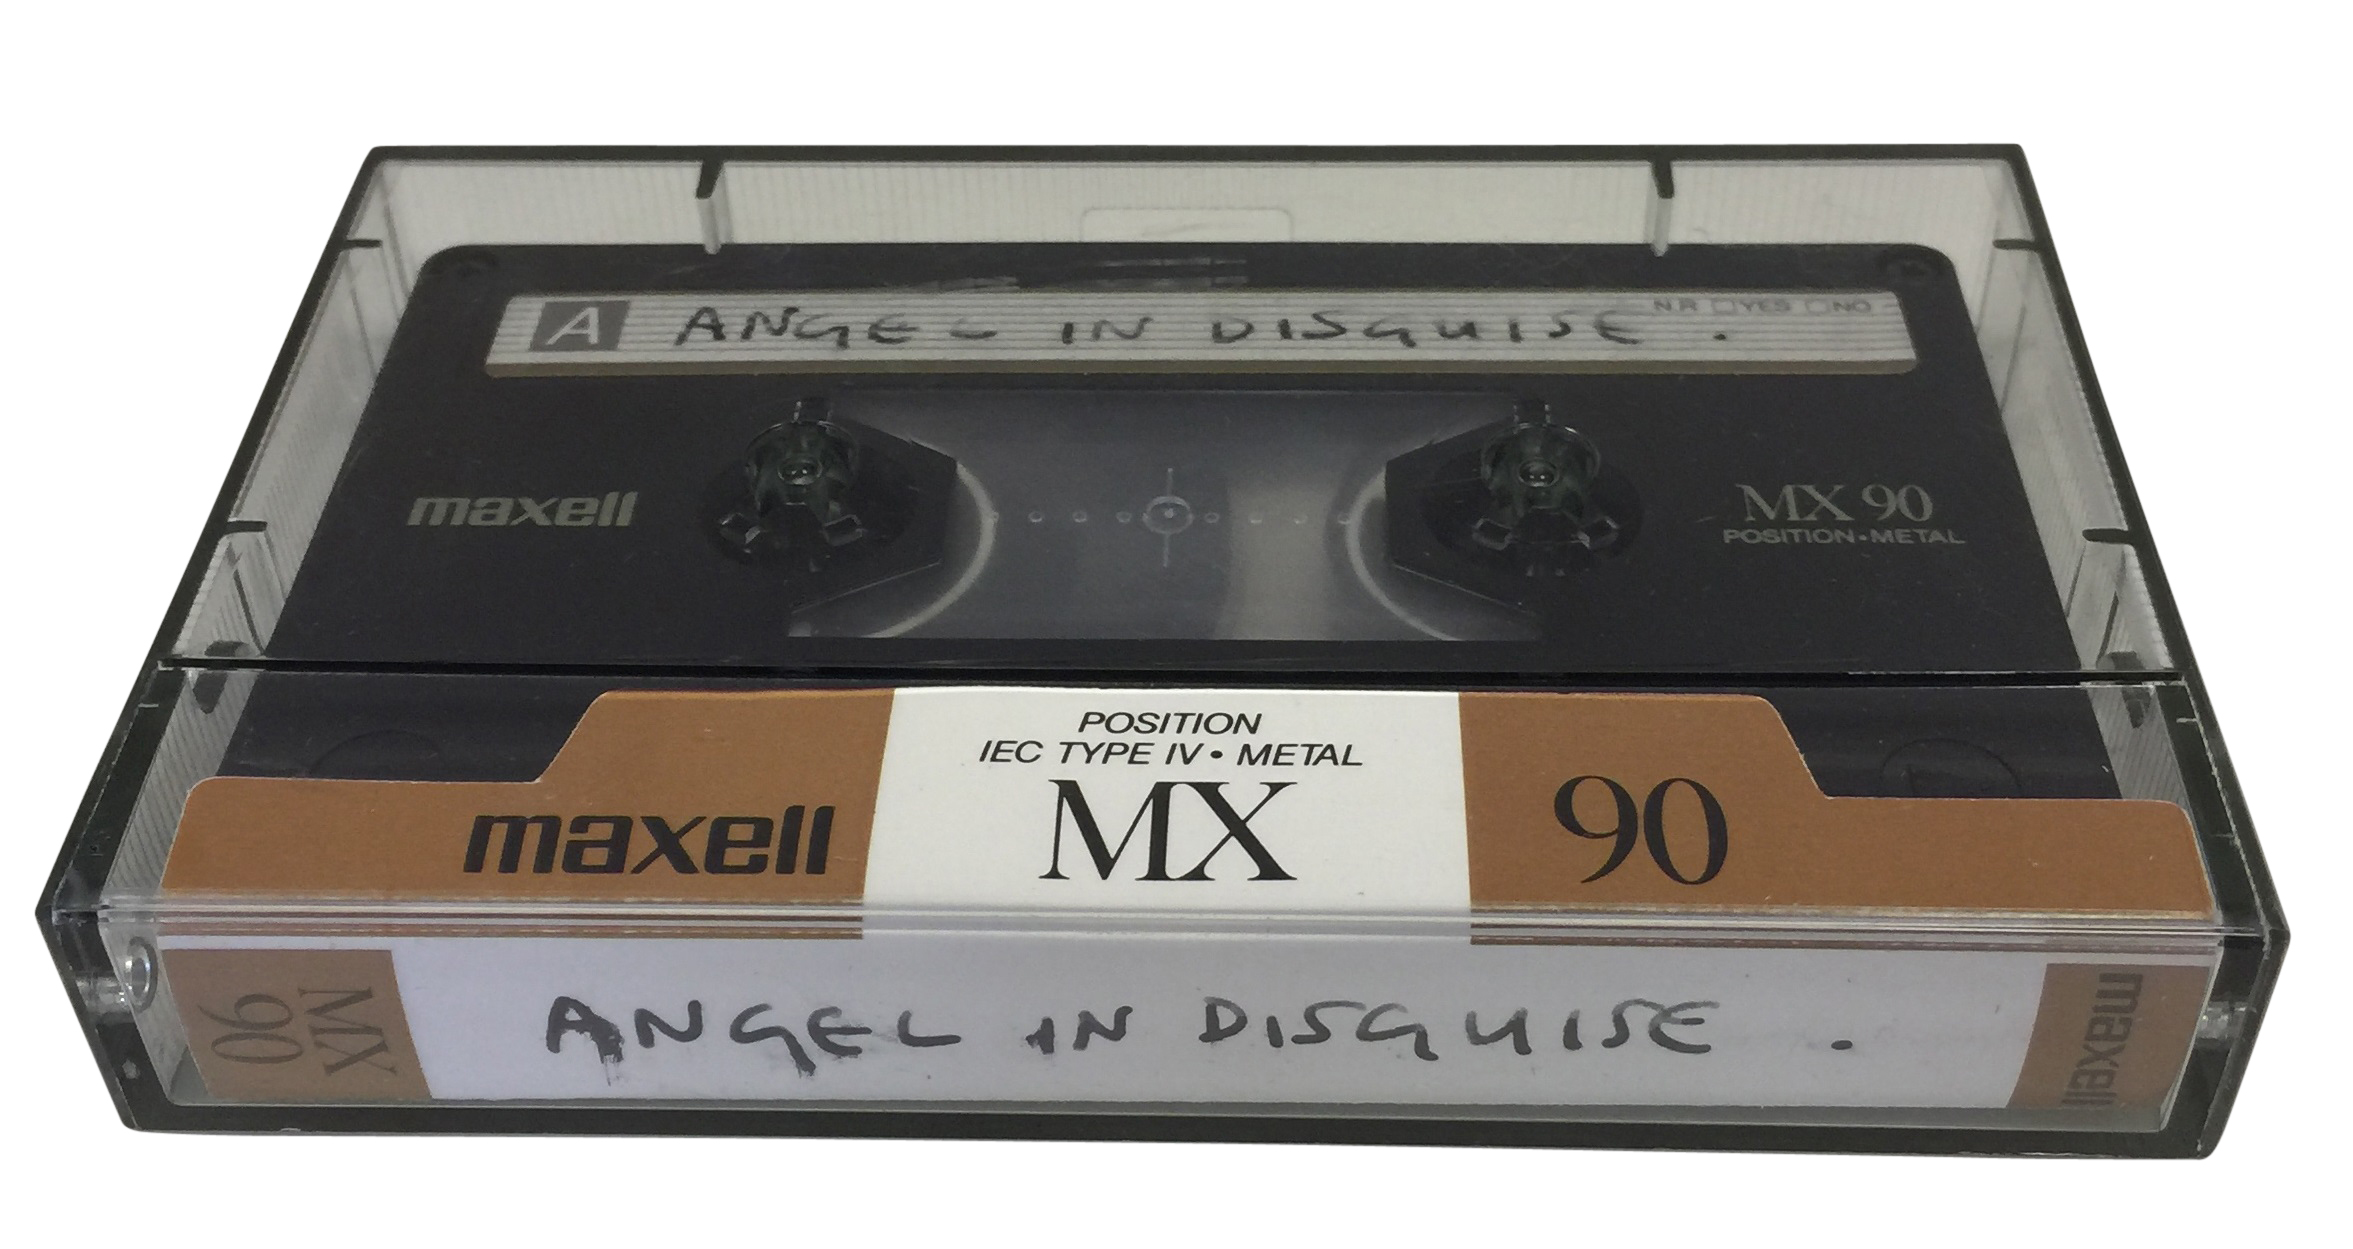 A ANGEL IN DISGUISE .
N.R □YES □NO
maxell
MX 90
POSITION•METAL
POSITION
IEC TYPE IV • METAL
maxell MX 90
MX
90
ANGEL IN DISGUISE .
maxell